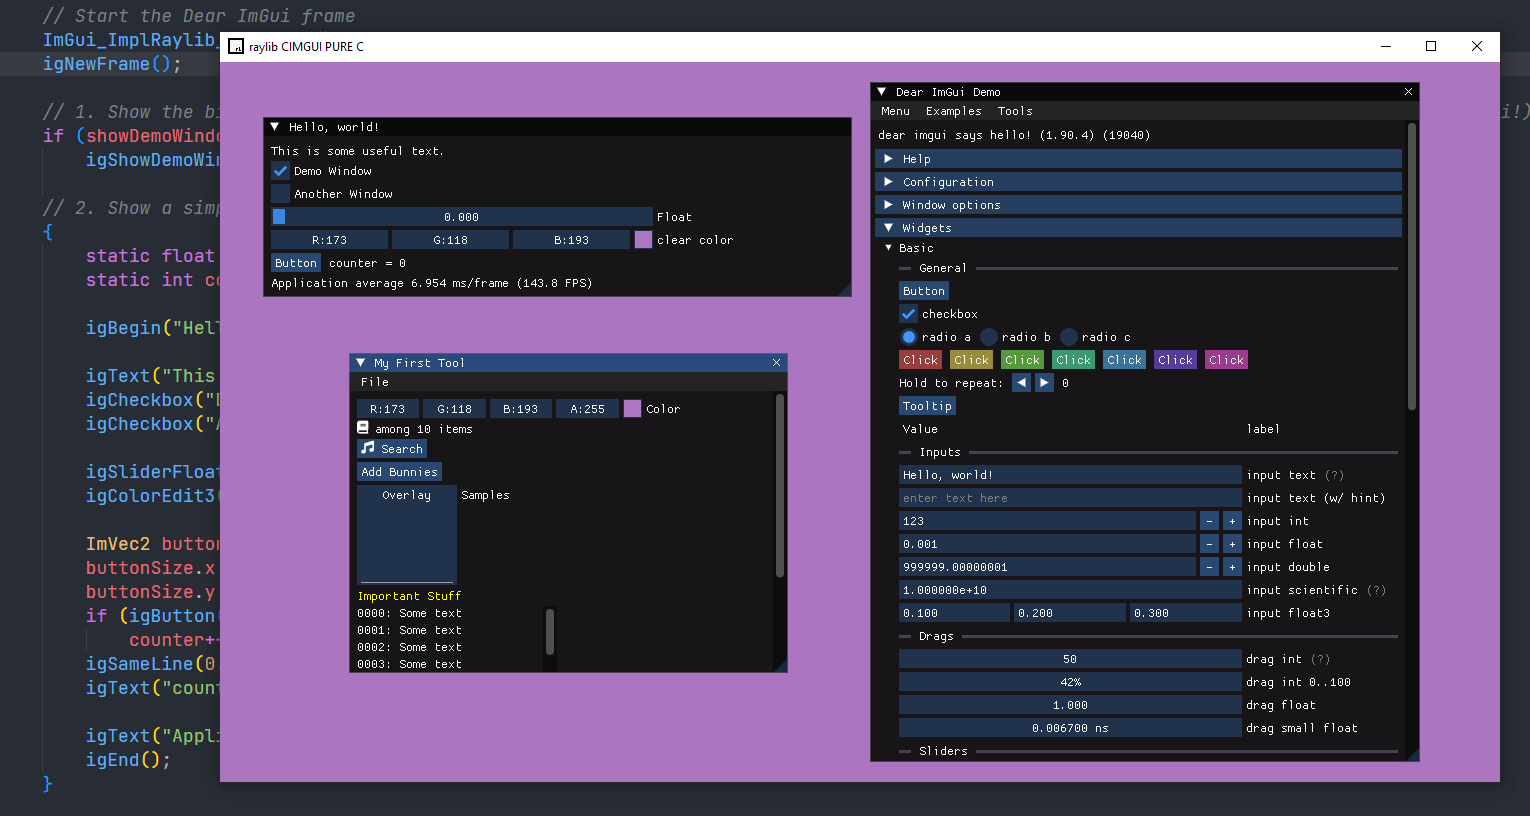 // Start the Dear ImGui frame
ImGui_ImplRaylib_
igNewFrame();
// 1. Show the bi
i!)
if (showDemoWindo
igShowDemoWin
// 2. Show a simp
{
static float
static int co
igBegin("Hell
igText("This
igCheckbox("D
igCheckbox("A
igSliderFloat
igColorEdit3(
ImVec2 button
buttonSize.x
buttonSize.y
if (igButton(
counter++
igSameLine(0
igText("count
igText("Appli
igEnd();
}
raylib CIMGUI PURE C
Hello, world!
This is some useful text.
Demo Window
Another Window
0.000 Float
R:173 G:118 B:193 clear color
Button counter = 0
Application average 6.954 ms/frame (143.8 FPS)
My First Tool
File
R:173 G:118 B:193 A:255 Color
among 10 items
Search
Add Bunnies
Overlay Samples
Important Stuff
0000: Some text
0001: Some text
0002: Some text
0003: Some text
Dear ImGui Demo
Menu Examples Tools
dear imgui says hello! (1.90.4) (19040)
Help
Configuration
Window options
Widgets
Basic
General
Button
checkbox
radio a radio b radio c
Click Click Click Click Click Click Click
Hold to repeat: 0
Tooltip
Value label
Inputs
Hello, world! input text (?)
enter text here input text (w/ hint)
123 - + input int
0.001 - + input float
999999.00000001 - + input double
1.000000e+10 input scientific (?)
0.100 0.200 0.300 input float3
Drags
50 drag int (?)
42% drag int 0..100
1.000 drag float
0.006700 ns drag small float
Sliders